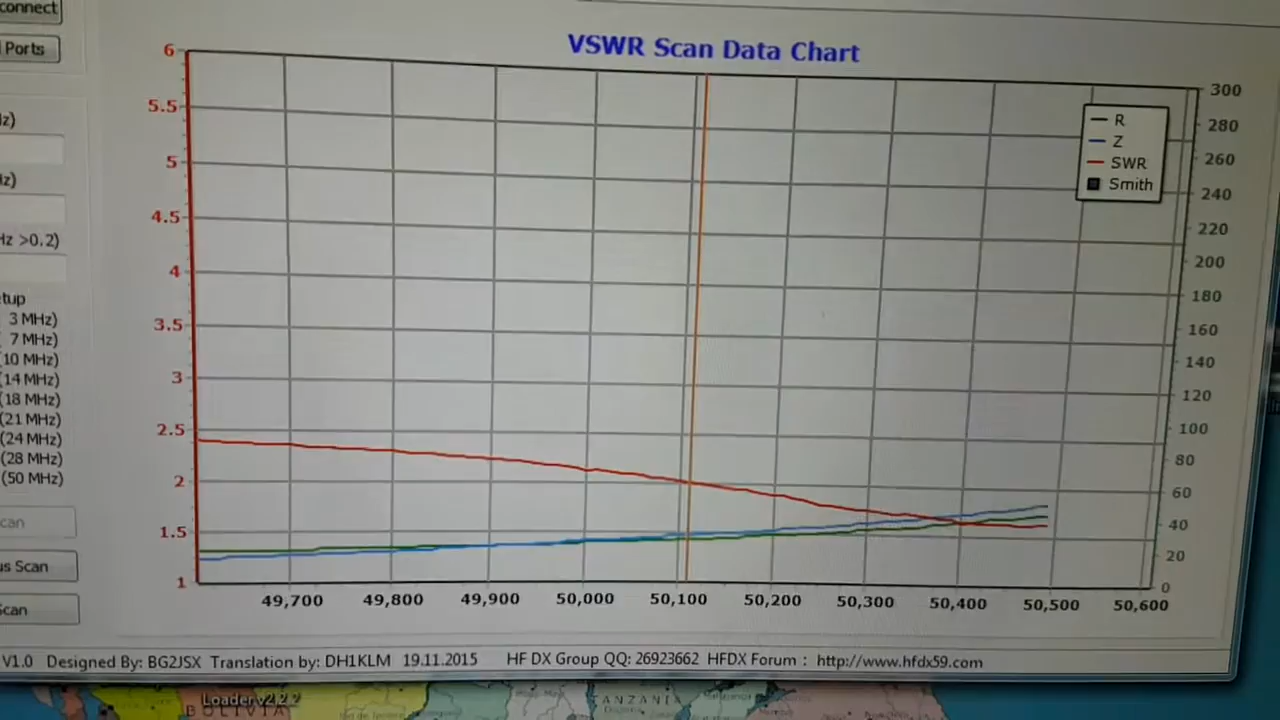 connect
Ports
VSWR Scan Data Chart
6
5.5
5
4.5
4
3.5
3
2.5
2
1.5
1
300
280
260
240
220
200
180
160
140
120
100
80
60
40
20
0
R
Z
SWR
Smith
z)
z)
Hz >0.2)
tup
3 MHz)
7 MHz)
(10 MHz)
(14 MHz)
(18 MHz)
(21 MHz)
(24 MHz)
(28 MHz)
(50 MHz)
can
us Scan
Scan
49,700 49,800 49,900 50,000 50,100 50,200 50,300 50,400 50,500 50,600
V1.0 Designed By: BG2JSX Translation by: DH1KLM 19.11.2015 HF DX Group QQ: 26923662 HFDX Forum : http://www.hfdx59.com
Loader v2.2.2
BOLIVIA
TANZANIA